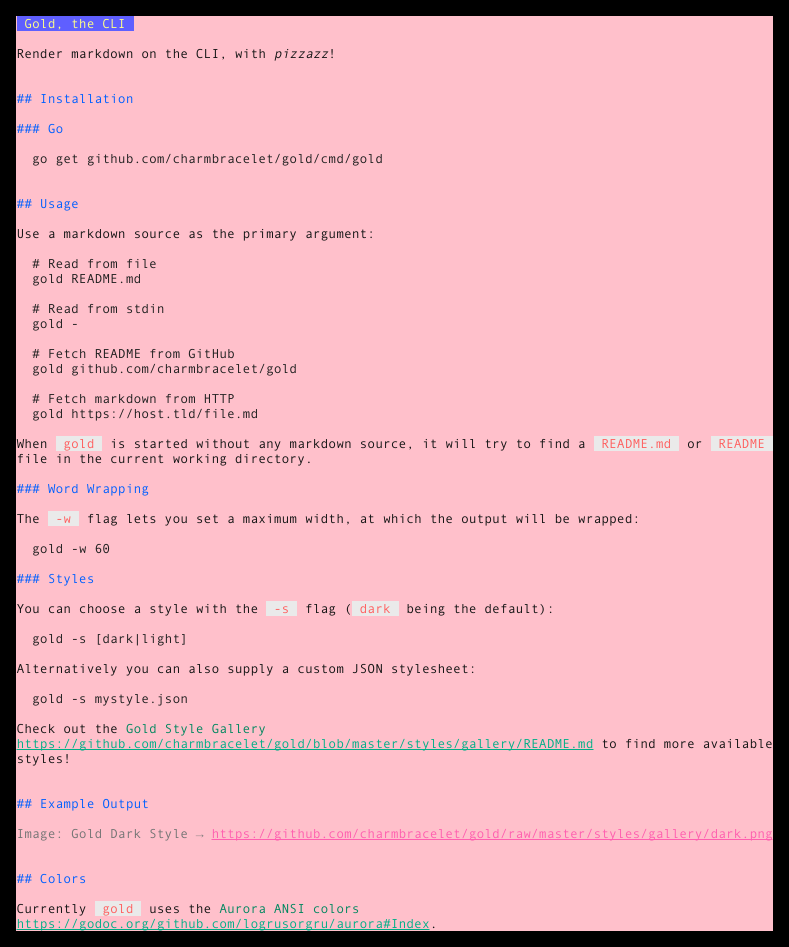 Gold, the CLI
Render markdown on the CLI, with pizzazz!
## Installation
### Go
go get github.com/charmbracelet/gold/cmd/gold
## Usage
Use a markdown source as the primary argument:
# Read from file
gold README.md
# Read from stdin
gold -
# Fetch README from GitHub
gold github.com/charmbracelet/gold
# Fetch markdown from HTTP
gold https://host.tld/file.md
When gold is started without any markdown source, it will try to find a README.md or README
file in the current working directory.
### Word Wrapping
The -w flag lets you set a maximum width, at which the output will be wrapped:
gold -w 60
### Styles
You can choose a style with the -s flag ( dark being the default):
gold -s [dark|light]
Alternatively you can also supply a custom JSON stylesheet:
gold -s mystyle.json
Check out the Gold Style Gallery
https://github.com/charmbracelet/gold/blob/master/styles/gallery/README.md to find more available
styles!
## Example Output
Image: Gold Dark Style → https://github.com/charmbracelet/gold/raw/master/styles/gallery/dark.png
## Colors
Currently gold uses the Aurora ANSI colors
https://godoc.org/github.com/logrusorgru/aurora#Index.